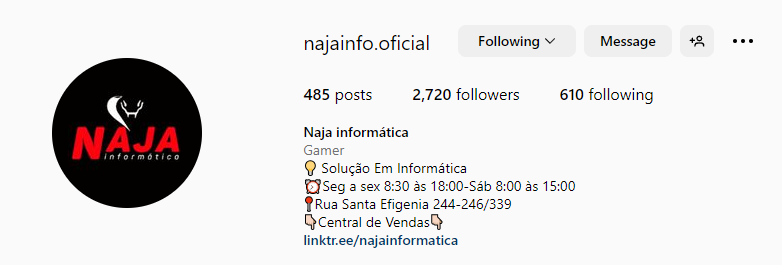 najainfo.oficial Following Message
485 posts 2,720 followers 610 following
NAJA
informática
Naja informática
Gamer
💡 Solução Em Informática
⏰Seg a sex 8:30 às 18:00-Sáb 8:00 às 15:00
📍Rua Santa Efigenia 244-246/339
👇🏻Central de Vendas👇🏻
linktr.ee/najainformatica